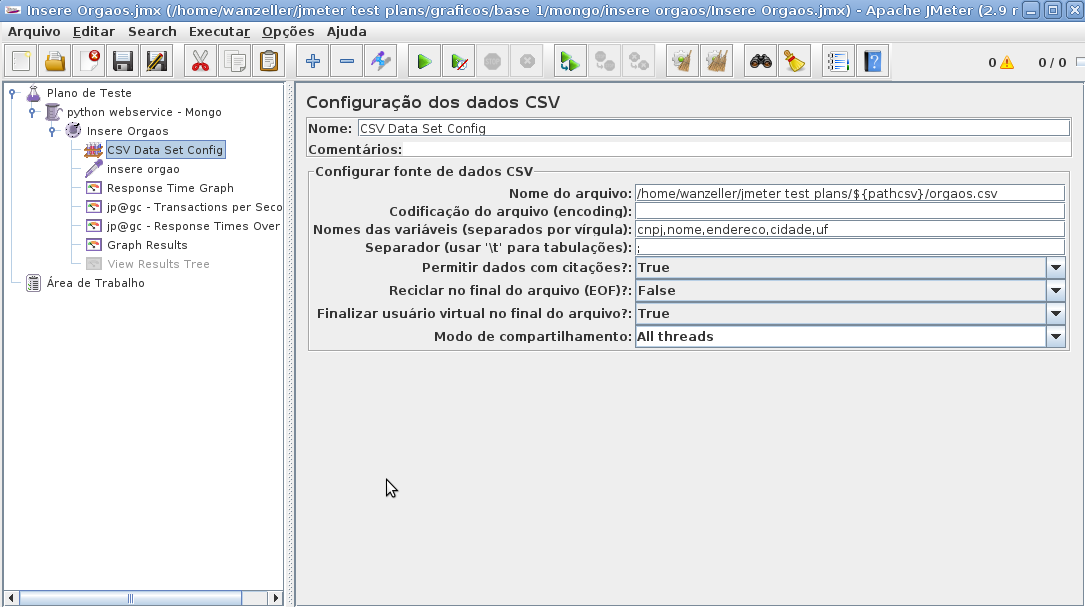 Insere Orgaos.jmx (/home/wanzeller/jmeter test plans/graficos/base 1/mongo/insere orgaos/Insere Orgaos.jmx) - Apache JMeter (2.9 r
Arquivo Editar Search Executar Opções Ajuda
0 0 / 0
Plano de Teste
python webservice - Mongo
Insere Orgaos
CSV Data Set Config
insere orgao
Response Time Graph
jp@gc - Transactions per Seco
jp@gc - Response Times Over
Graph Results
View Results Tree
Área de Trabalho
Configuração dos dados CSV
Nome: CSV Data Set Config
Comentários:
Configurar fonte de dados CSV
Nome do arquivo: /home/wanzeller/jmeter test plans/${pathcsv}/orgaos.csv
Codificação do arquivo (encoding):
Nomes das variáveis (separados por vírgula): cnpj,nome,endereco,cidade,uf
Separador (usar '\t' para tabulações): ;
Permitir dados com citações?: True
Reciclar no final do arquivo (EOF)?: False
Finalizar usuário virtual no final do arquivo?: True
Modo de compartilhamento: All threads